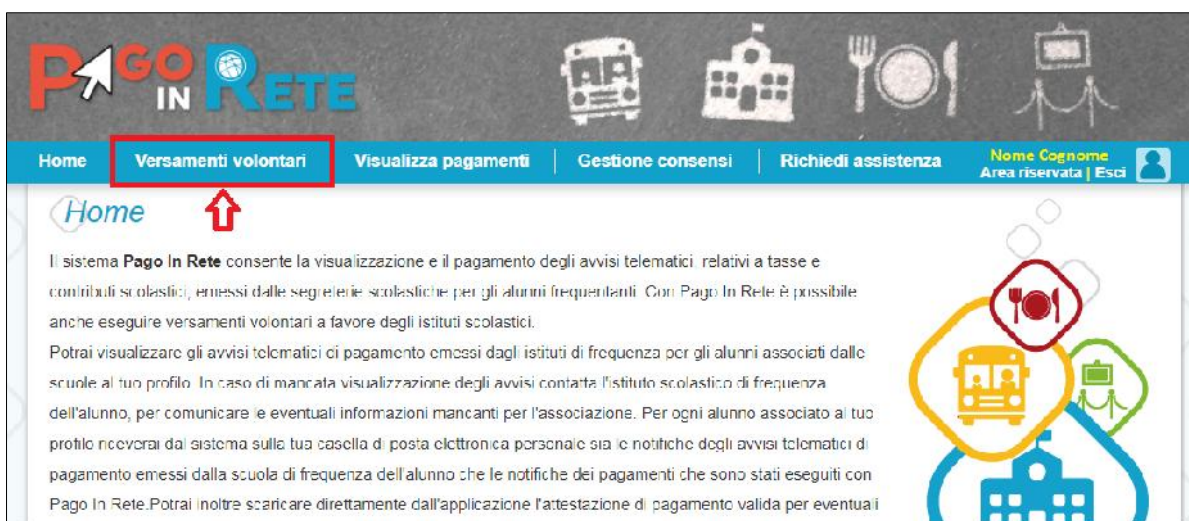 PAGO
IN RETE
Home Versamenti volontari Visualizza pagamenti Gestione consensi Richiedi assistenza Nome Cognome
Area riservata | Esci
Home
Il sistema Pago In Rete consente la visualizzazione e il pagamento degli avvisi telematici, relativi a tasse e
contributi scolastici, emessi dalle segreterie scolastiche per gli alunni frequentanti. Con Pago In Rete è possibile
anche eseguire versamenti volontari a favore degli istituti scolastici.
Potrai visualizzare gli avvisi telematici di pagamento emessi dagli istituti di frequenza per gli alunni associati dalle
scuole al tuo profilo. In caso di mancata visualizzazione degli avvisi contatta l'istituto scolastico di frequenza
dell'alunno, per comunicare le eventuali informazioni mancanti per l'associazione. Per ogni alunno associato al tuo
profilo riceverai dal sistema sulla tua casella di posta elettronica personale sia le notifiche degli avvisi telematici di
pagamento emessi dalla scuola di frequenza dell'alunno che le notifiche dei pagamenti che sono stati eseguiti con
Pago In Rete.Potrai inoltre scaricare direttamente dall'applicazione l'attestazione di pagamento valida per eventuali